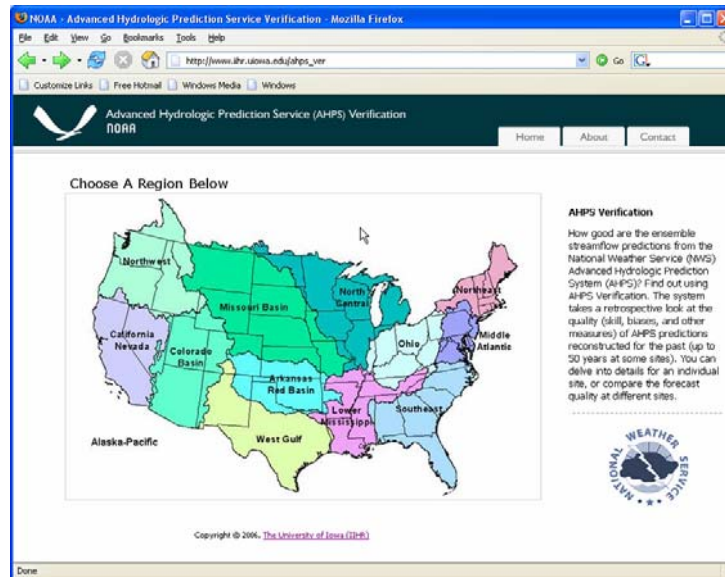 NOAA - Advanced Hydrologic Prediction Service Verification - Mozilla Firefox
File Edit View Go Bookmarks Tools Help
http://www.iihr.uiowa.edu/ahps_ver
Go
G
Customize Links Free Hotmail Windows Media Windows
Advanced Hydrologic Prediction Service (AHPS) Verification
NOAA
Home About Contact
Choose A Region Below
Northwest
Missouri Basin
North
Central
Northeast
California
Nevada
Colorado
Basin
Ohio
Middle
Atlantic
Arkansas
Red Basin
Lower
Mississippi
Southeast
West Gulf
Alaska-Pacific
AHPS Verification
How good are the ensemble
streamflow predictions from the
National Weather Service (NWS)
Advanced Hydrologic Prediction
System (AHPS)? Find out using
AHPS Verification. The system
takes a retrospective look at the
quality (skill, biases, and other
measures) of AHPS predictions
reconstructed for the past (up to
50 years at some sites). You can
delve into details for an individual
site, or compare the forecast
quality at different sites.
NATIONAL WEATHER SERVICE
Copyright © 2006, The University of Iowa (IIHR)
Done